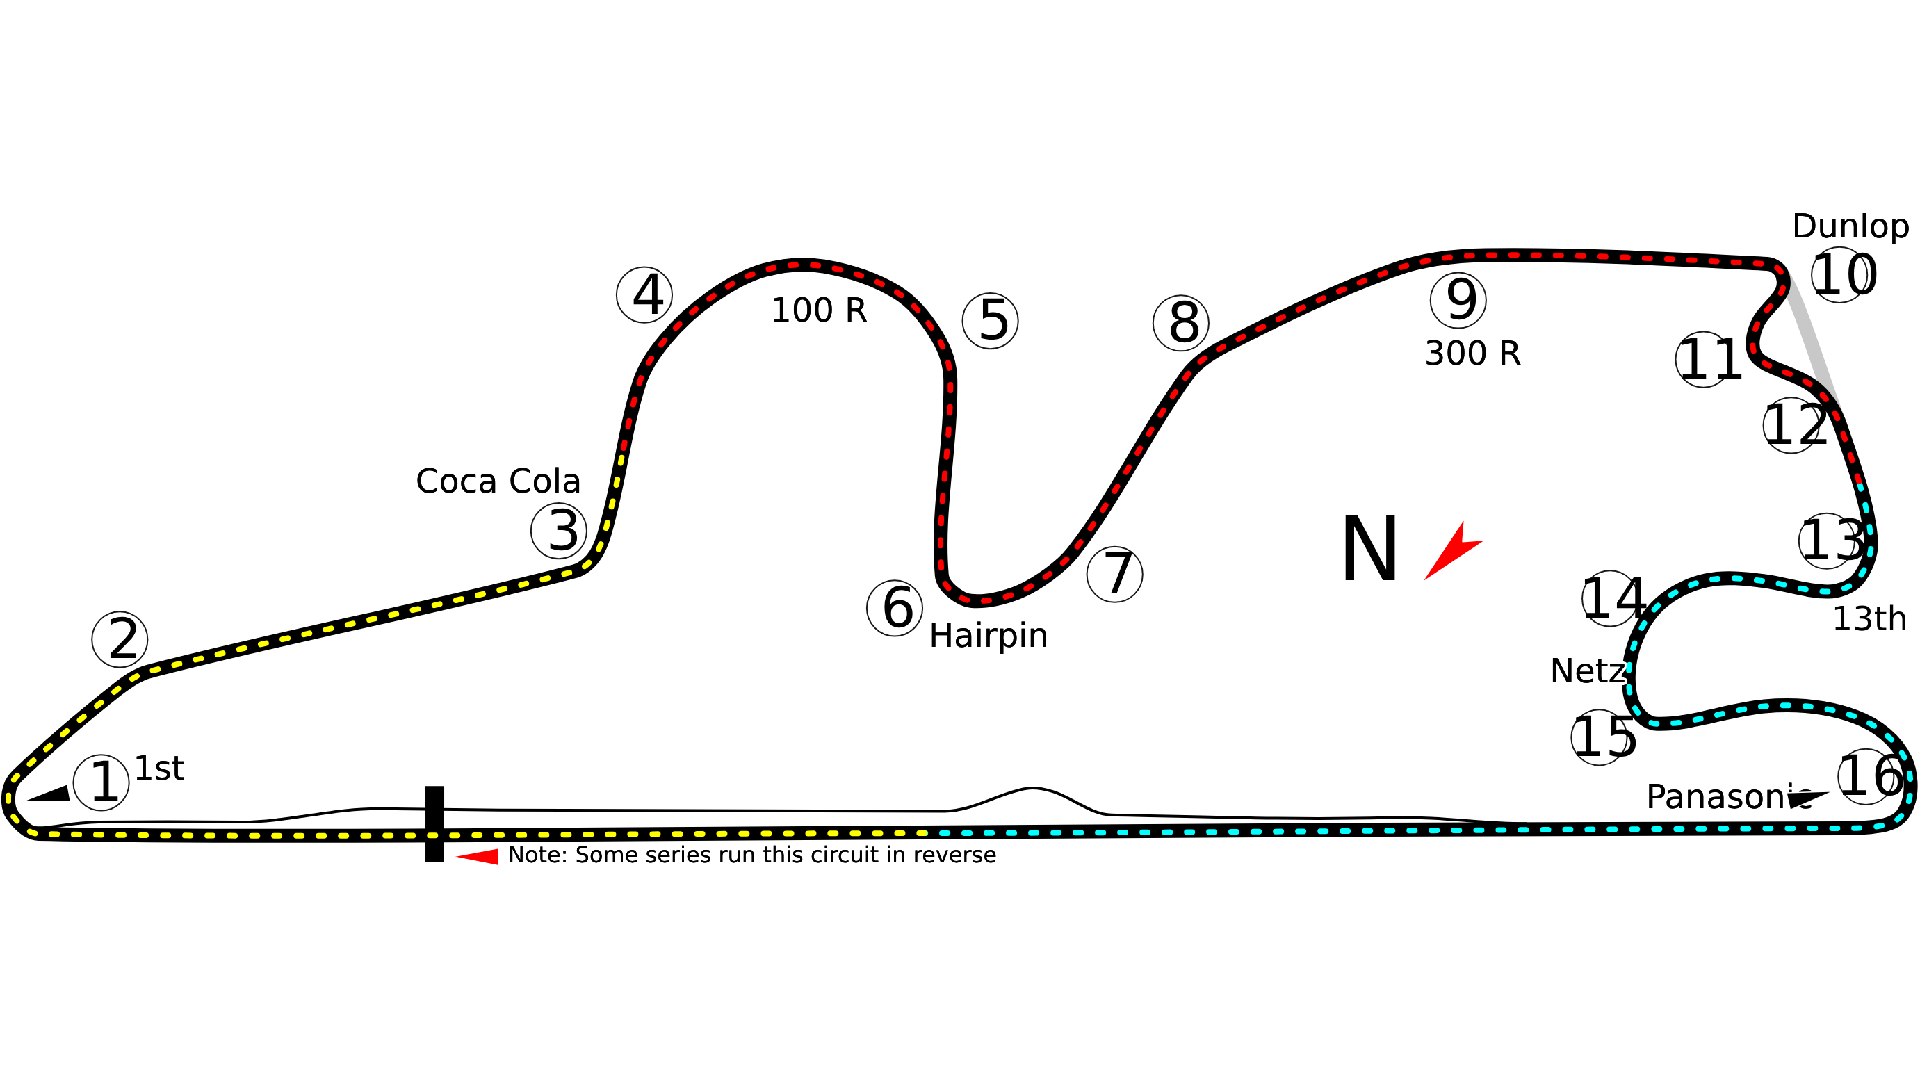 Dunlop
10
4
100 R
5
8
9
300 R
11
12
Coca Cola
3
N
13
14
6
7
13th
Hairpin
2
Netz
15
1
1st
16
Panasonic
Note: Some series run this circuit in reverse